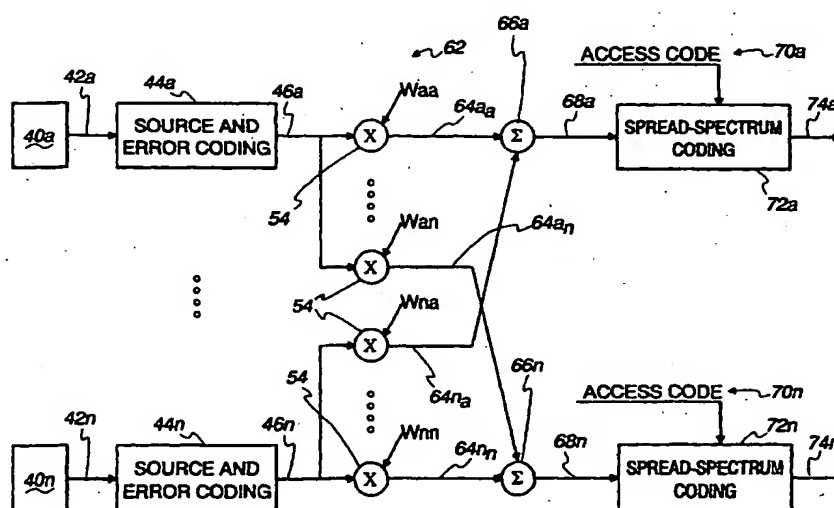 62
66a
ACCESS CODE 70a
42a 44a 46a Waa 64aa 68a 74a
40a SOURCE AND ERROR CODING X Σ SPREAD-SPECTRUM CODING
54 72a
Wan 64an
X
54 Wna
X
54 64na 66n
ACCESS CODE 70n
42n 44n 46n Wnn 64nn 68n 72n 74n
40n SOURCE AND ERROR CODING X Σ SPREAD-SPECTRUM CODING